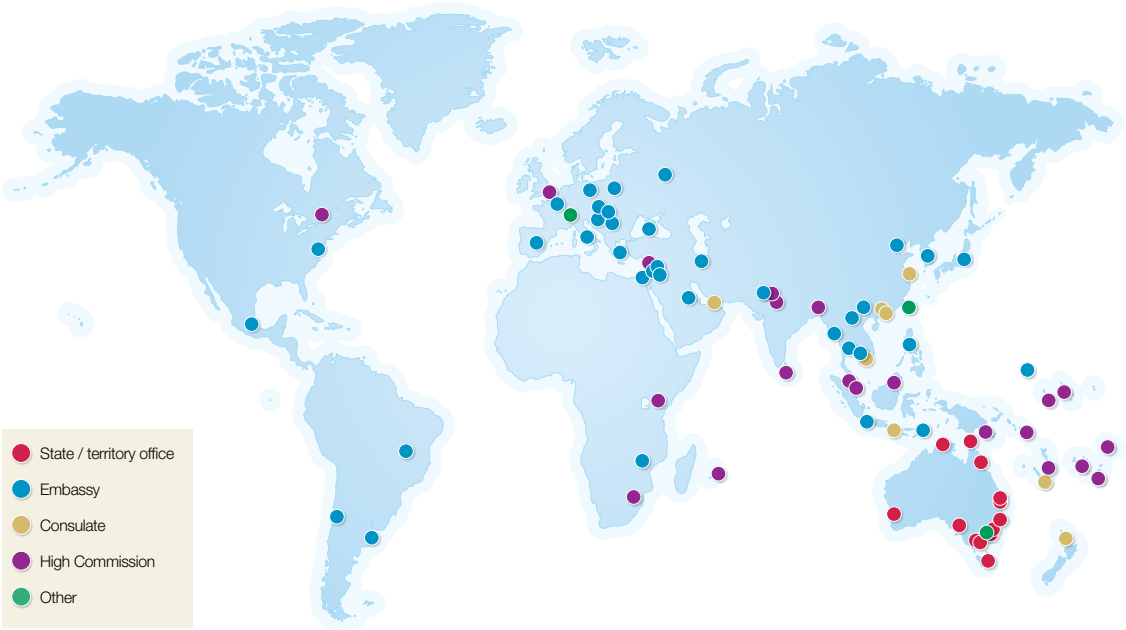 State / territory office
Embassy
Consulate
High Commission
Other